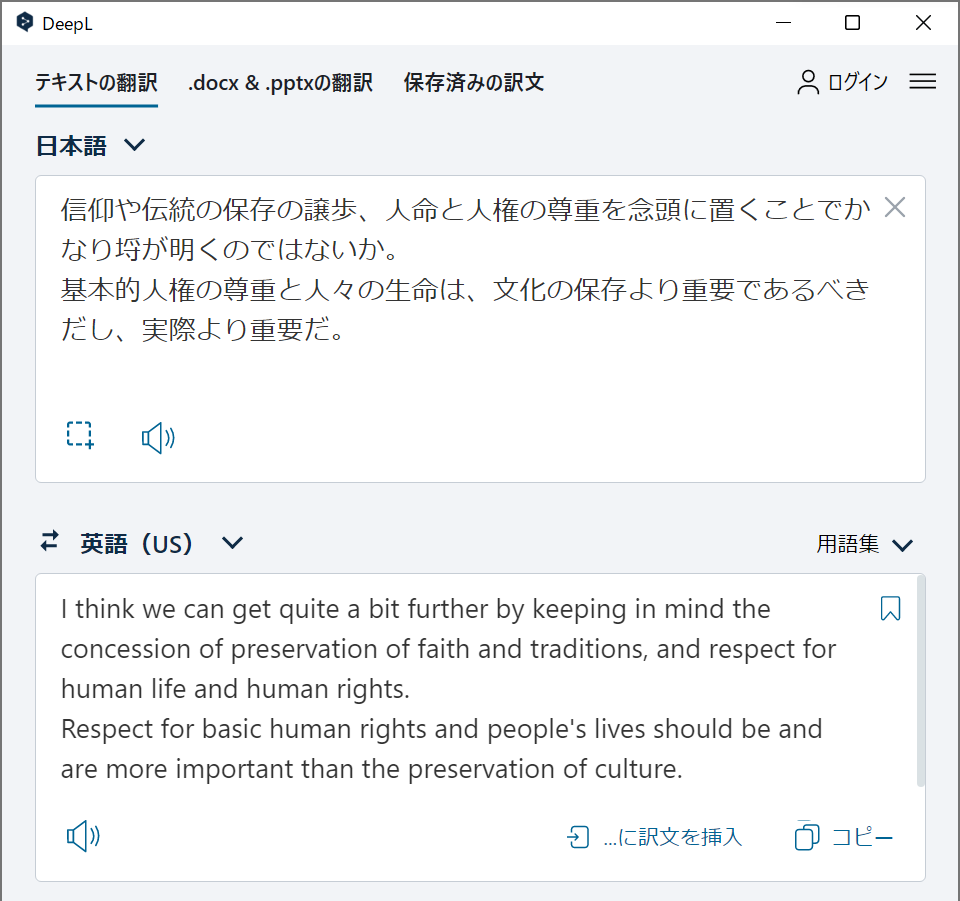 DeepL
テキストの翻訳 .docx & .pptxの翻訳 保存済みの訳文 ログイン
日本語
信仰や伝統の保存の譲歩、人命と人権の尊重を念頭に置くことでか
なり埒が明くのではないか。
基本的人権の尊重と人々の生命は、文化の保存より重要であるべき
だし、実際より重要だ。
英語（US） 用語集
I think we can get quite a bit further by keeping in mind the
concession of preservation of faith and traditions, and respect for
human life and human rights.
Respect for basic human rights and people's lives should be and
are more important than the preservation of culture.
...に訳文を挿入 コピー